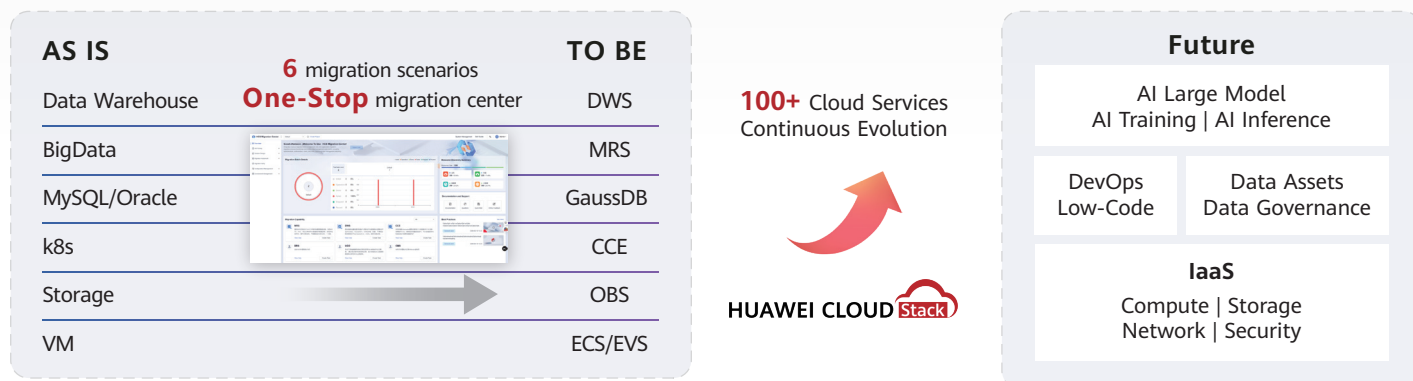 AS IS
TO BE
6 migration scenarios
One-Stop migration center
Data Warehouse
DWS
BigData
MRS
MySQL/Oracle
GaussDB
k8s
CCE
Storage
OBS
VM
ECS/EVS
100+ Cloud Services
Continuous Evolution
HUAWEI CLOUD Stack
Future
AI Large Model
AI Training | AI Inference
DevOps
Low-Code
Data Assets
Data Governance
IaaS
Compute | Storage
Network | Security